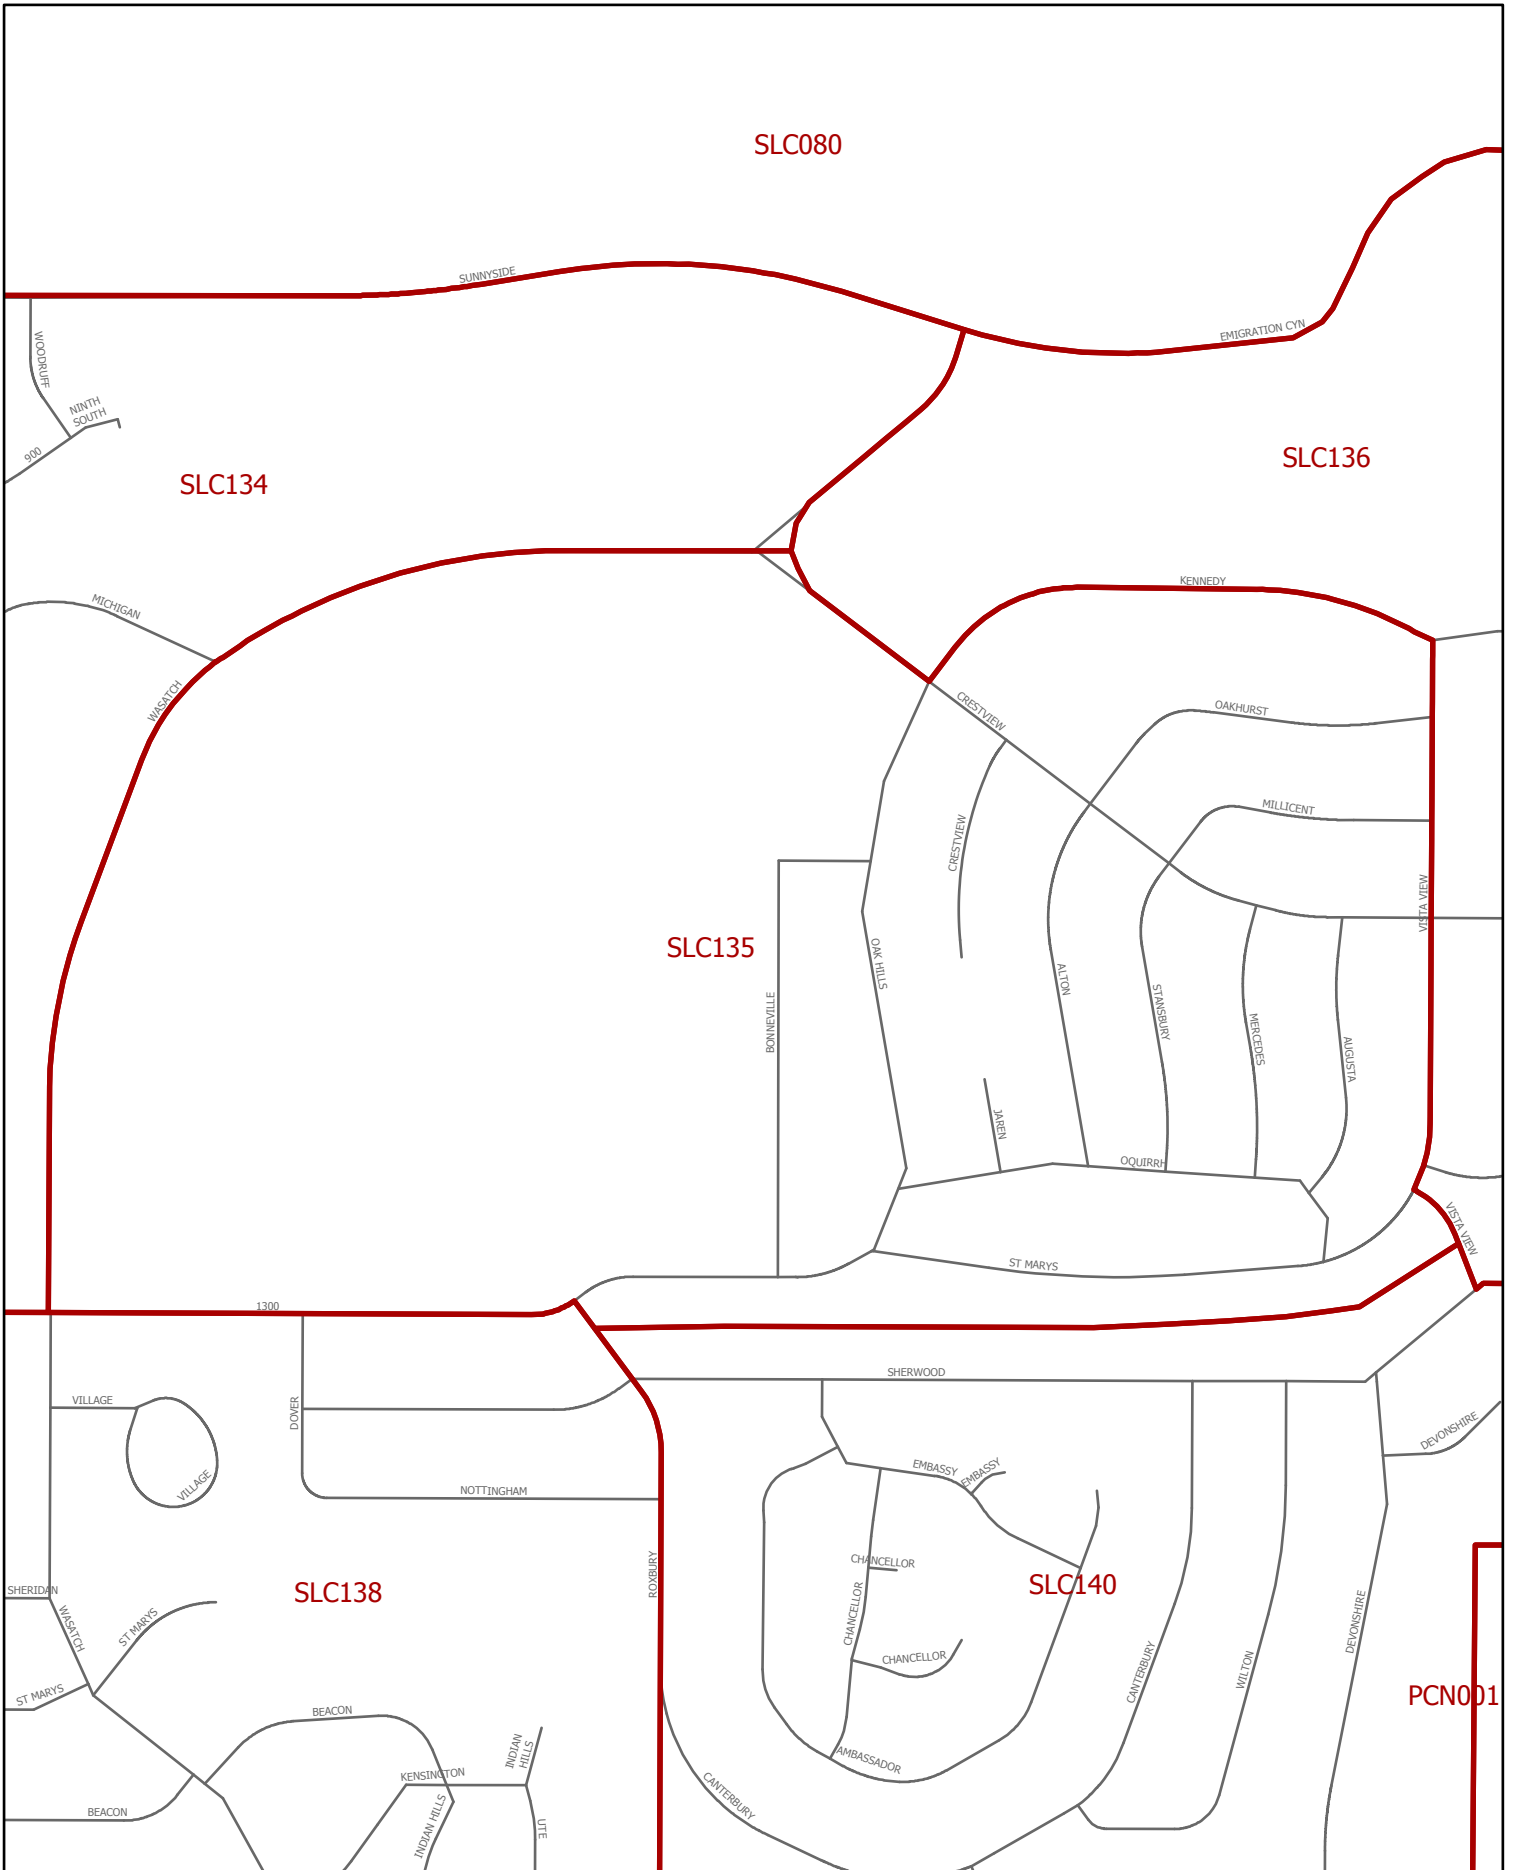 SLC080
SUNNYSIDE
EMIGRATION CYN
WOODRUFF
NINTH
SOUTH
900
SLC134
SLC136
KENNEDY
MICHIGAN
WASATCH
CRESTVIEW
OAKHURST
MILLICENT
CRESTVIEW
VISTA VIEW
SLC135
OAK HILLS
ALTON
STANSBURY
BONNEVILLE
MERCEDES
AUGUSTA
JAREN
OQUIRRH
VISTA VIEW
ST MARYS
1300
SHERWOOD
VILLAGE
DOVER
DEVONSHIRE
EMBASSY
EMBASSY
VILLAGE
NOTTINGHAM
CHANCELLOR
ROXBURY
SLC140
SHERIDAN
SLC138
CHANCELLOR
DEVONSHIRE
WASATCH
ST MARYS
CHANCELLOR
CANTERBURY
WILTON
ST MARYS
PCN001
BEACON
INDIAN
HILLS
AMBASSADOR
KENSINGTON
CANTERBURY
BEACON
INDIAN HILLS
UTE